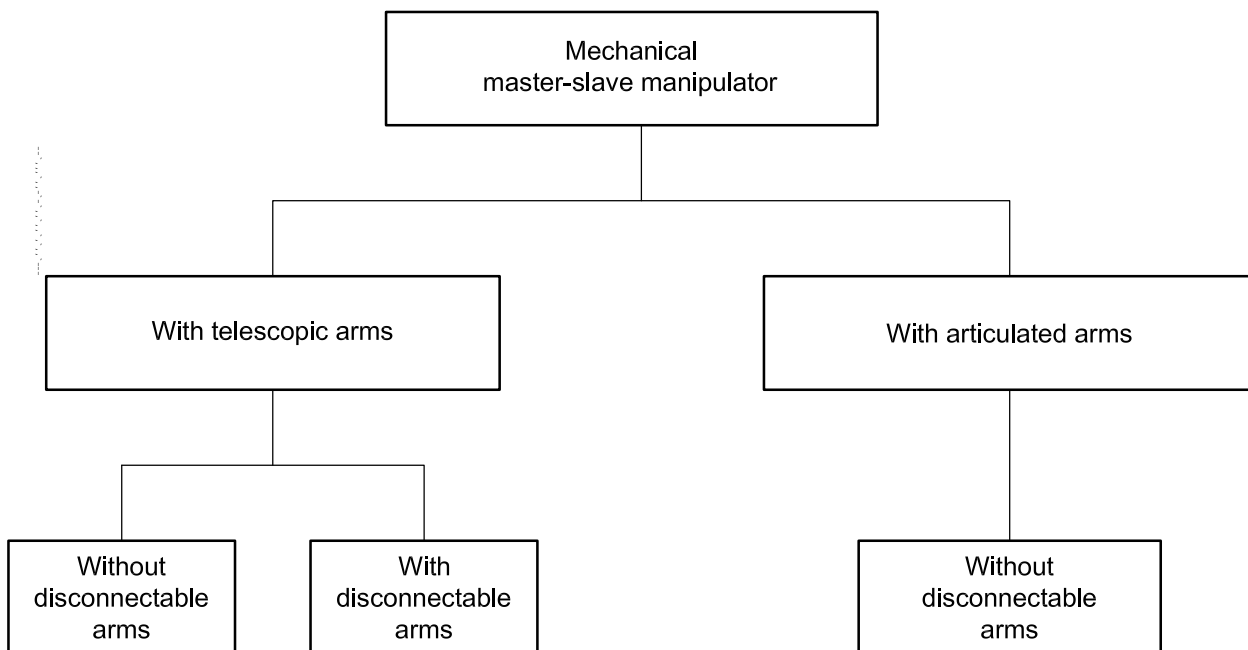 Mechanical
master-slave manipulator
With telescopic arms
With articulated arms
Without
disconnectable
arms
With
disconnectable
arms
Without
disconnectable
arms